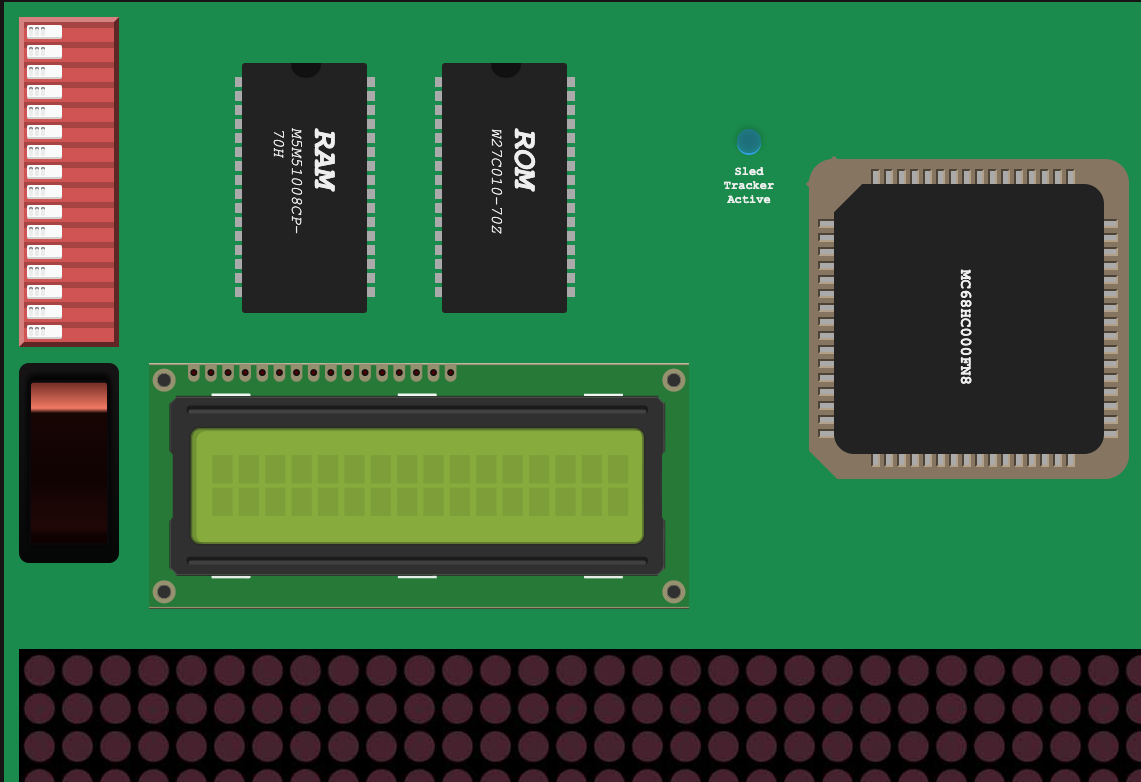 RAM
M5M51008CP-
70H
ROM
W27C010-70Z
Sled
Tracker
Active
MC68HC000FN8